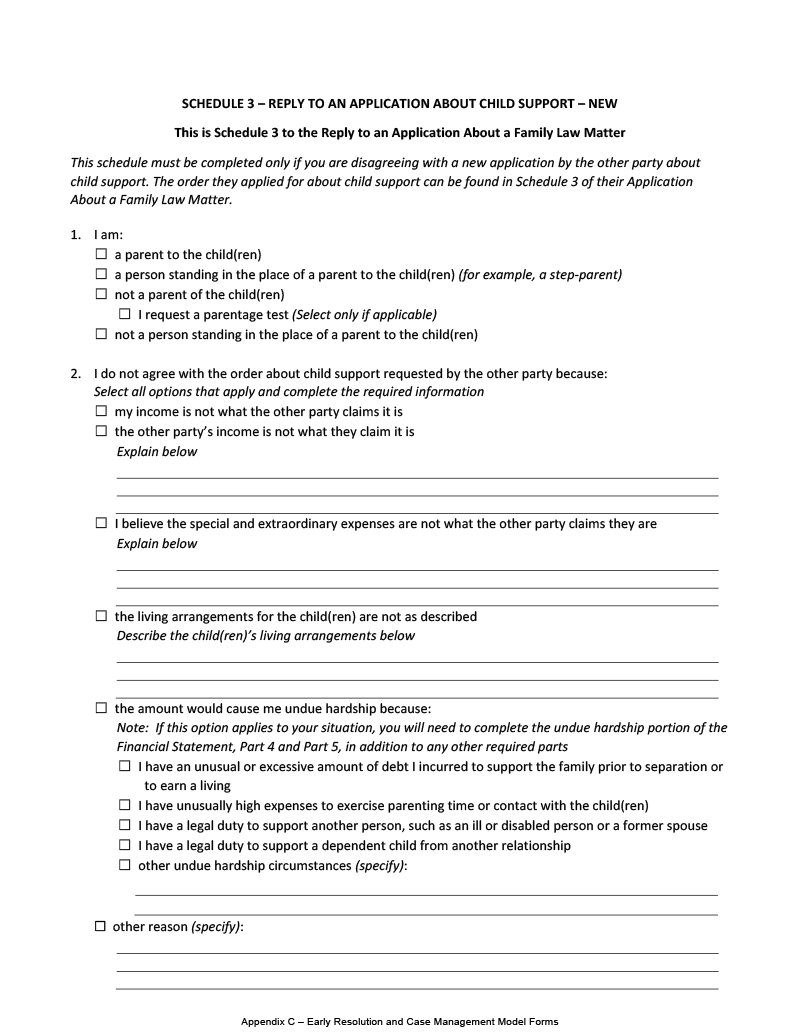 SCHEDULE 3 – REPLY TO AN APPLICATION ABOUT CHILD SUPPORT – NEW
This is Schedule 3 to the Reply to an Application About a Family Law Matter
This schedule must be completed only if you are disagreeing with a new application by the other party about
child support. The order they applied for about child support can be found in Schedule 3 of their Application
About a Family Law Matter.
1. I am:
☐ a parent to the child(ren)
☐ a person standing in the place of a parent to the child(ren) (for example, a step-parent)
☐ not a parent of the child(ren)
☐ I request a parentage test (Select only if applicable)
☐ not a person standing in the place of a parent to the child(ren)
2. I do not agree with the order about child support requested by the other party because:
Select all options that apply and complete the required information
☐ my income is not what the other party claims it is
☐ the other party’s income is not what they claim it is
Explain below
☐ I believe the special and extraordinary expenses are not what the other party claims they are
Explain below
☐ the living arrangements for the child(ren) are not as described
Describe the child(ren)’s living arrangements below
☐ the amount would cause me undue hardship because:
Note: If this option applies to your situation, you will need to complete the undue hardship portion of the
Financial Statement, Part 4 and Part 5, in addition to any other required parts
☐ I have an unusual or excessive amount of debt I incurred to support the family prior to separation or
to earn a living
☐ I have unusually high expenses to exercise parenting time or contact with the child(ren)
☐ I have a legal duty to support another person, such as an ill or disabled person or a former spouse
☐ I have a legal duty to support a dependent child from another relationship
☐ other undue hardship circumstances (specify):
☐ other reason (specify):
Appendix C – Early Resolution and Case Management Model Forms